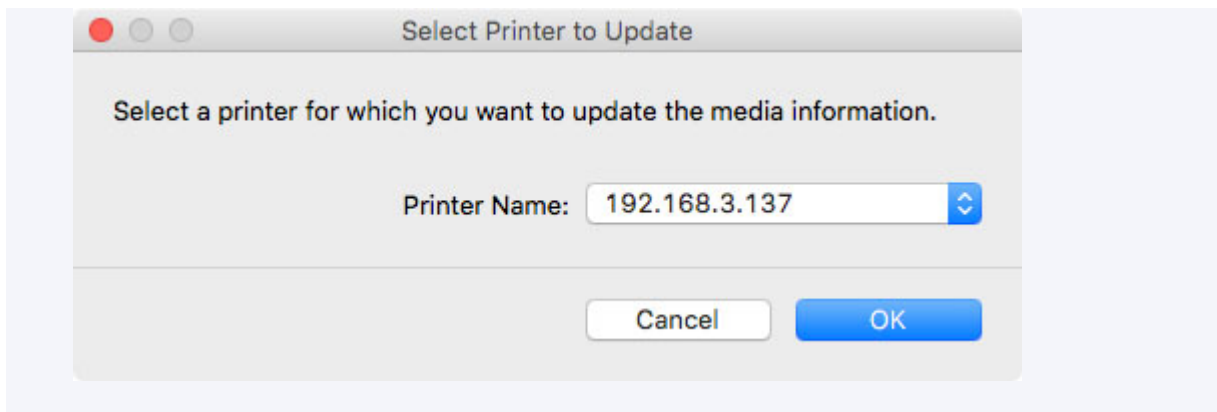 Select Printer to Update
Select a printer for which you want to update the media information.
Printer Name: 192.168.3.137
Cancel OK